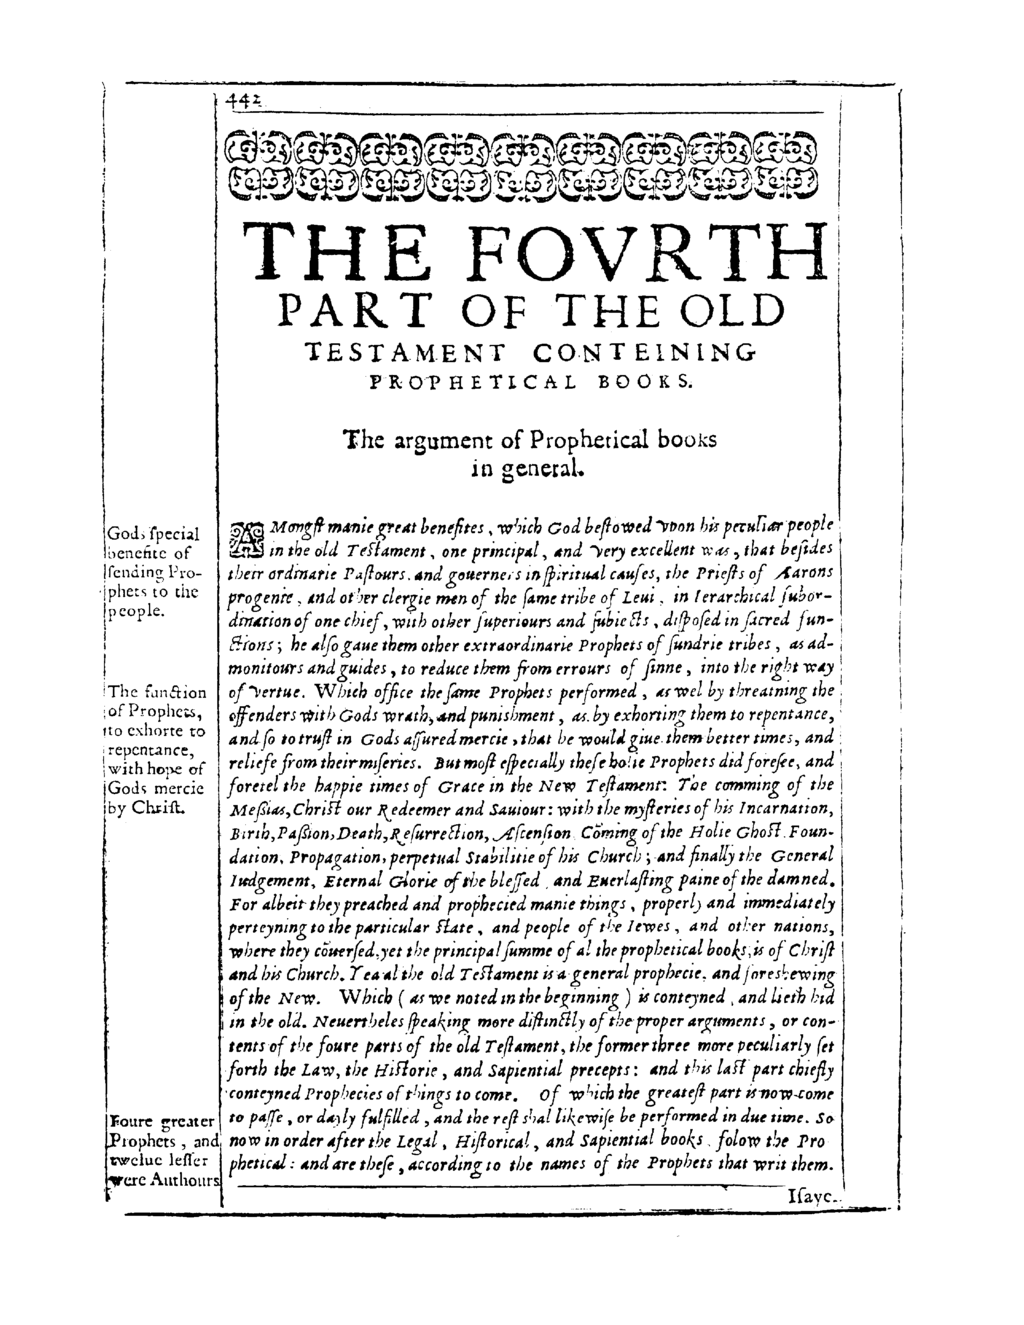 442
THE FOVRTH
PART OF THE OLD
TESTAMENT CONTEINING
PROPHETICAL BOOKS.
The argument of Prophetical books
in general.
Gods ſpecial
benefite of
ſending Pro-
phets to the
people.
The function
of Prophets,
to exhorte to
repentance,
with hope of
Gods mercie
by Chriſt.
Foure greater
Prophets, and
twelue leſſer
were Authours
AMongſt manie great benefites, which God beſtowed vpon his peculiar people
in the old Teſtament, one principal, and very excellent was, that beſides
their ordinarie Paſtours, and gouerners in ſpiritual cauſes, the Prieſts of Aarons
progenie, and other clergie men of the ſame tribe of Leui, in Ierarchical ſubor-
dination of one chief, with other ſuperiours and ſubiects, diſpoſed in ſacred fun-
ctions; he alſo gaue them other extraordinarie Prophets of ſundrie tribes, as ad-
monitours and guides, to reduce them from errours of ſinne, into the right way
of vertue. Which office the ſame Prophets performed, as wel by threatning the
offenders with Gods wrath, and punishment, as by exhorting them to repentance,
and ſo to truſt in Gods aſſured mercie, that he would giue them better times, and
reliefe from their miſeries. But moſt eſpecially theſe holie Prophets did foreſee, and
foretel the happie times of Grace in the New Teſtament: The comming of the
Meſsias, Chriſt our Redeemer and Sauiour: with the myſteries of his Incarnation,
Birth, Paſsion, Death, Reſurrection, Aſcenſion, Cōming of the Holie Ghoſt, Foun-
dation, Propagation, perpetual Stabilitie of his Church; and finally the General
Iudgement, Eternal Glorie of the bleſſed, and Euerlaſting paine of the damned.
For albeit they preached and prophecied manie things, properly and immediately
perteyning to the particular ſtate, and people of the Iewes, and other nations,
where they cōuerſed, yet the principal ſumme of al the prophetical books, is of Chriſt
and his Church. Yea al the old Teſtament is a general prophecie, and foreshewing
of the New. Which (as we noted in the beginning) is conteyned, and lieth hid
in the old. Neuertheles ſpeaking more diſtinctly of the proper arguments, or con-
tents of the foure parts of the old Teſtament, the former three more peculiarly ſet
forth the Law, the Hiſtorie, and Sapiential precepts: and this laſt part chiefly
conteyned Prophecies of things to come. Of which the greateſt part is now come
to paſſe, or dayly fulfilled, and the reſt shal likewiſe be performed in due time. So
now in order after the Legal, Hiſtorical, and Sapiential books, folow the Pro
phetical: and are theſe, according to the names of the Prophets that writ them.
Iſaye.